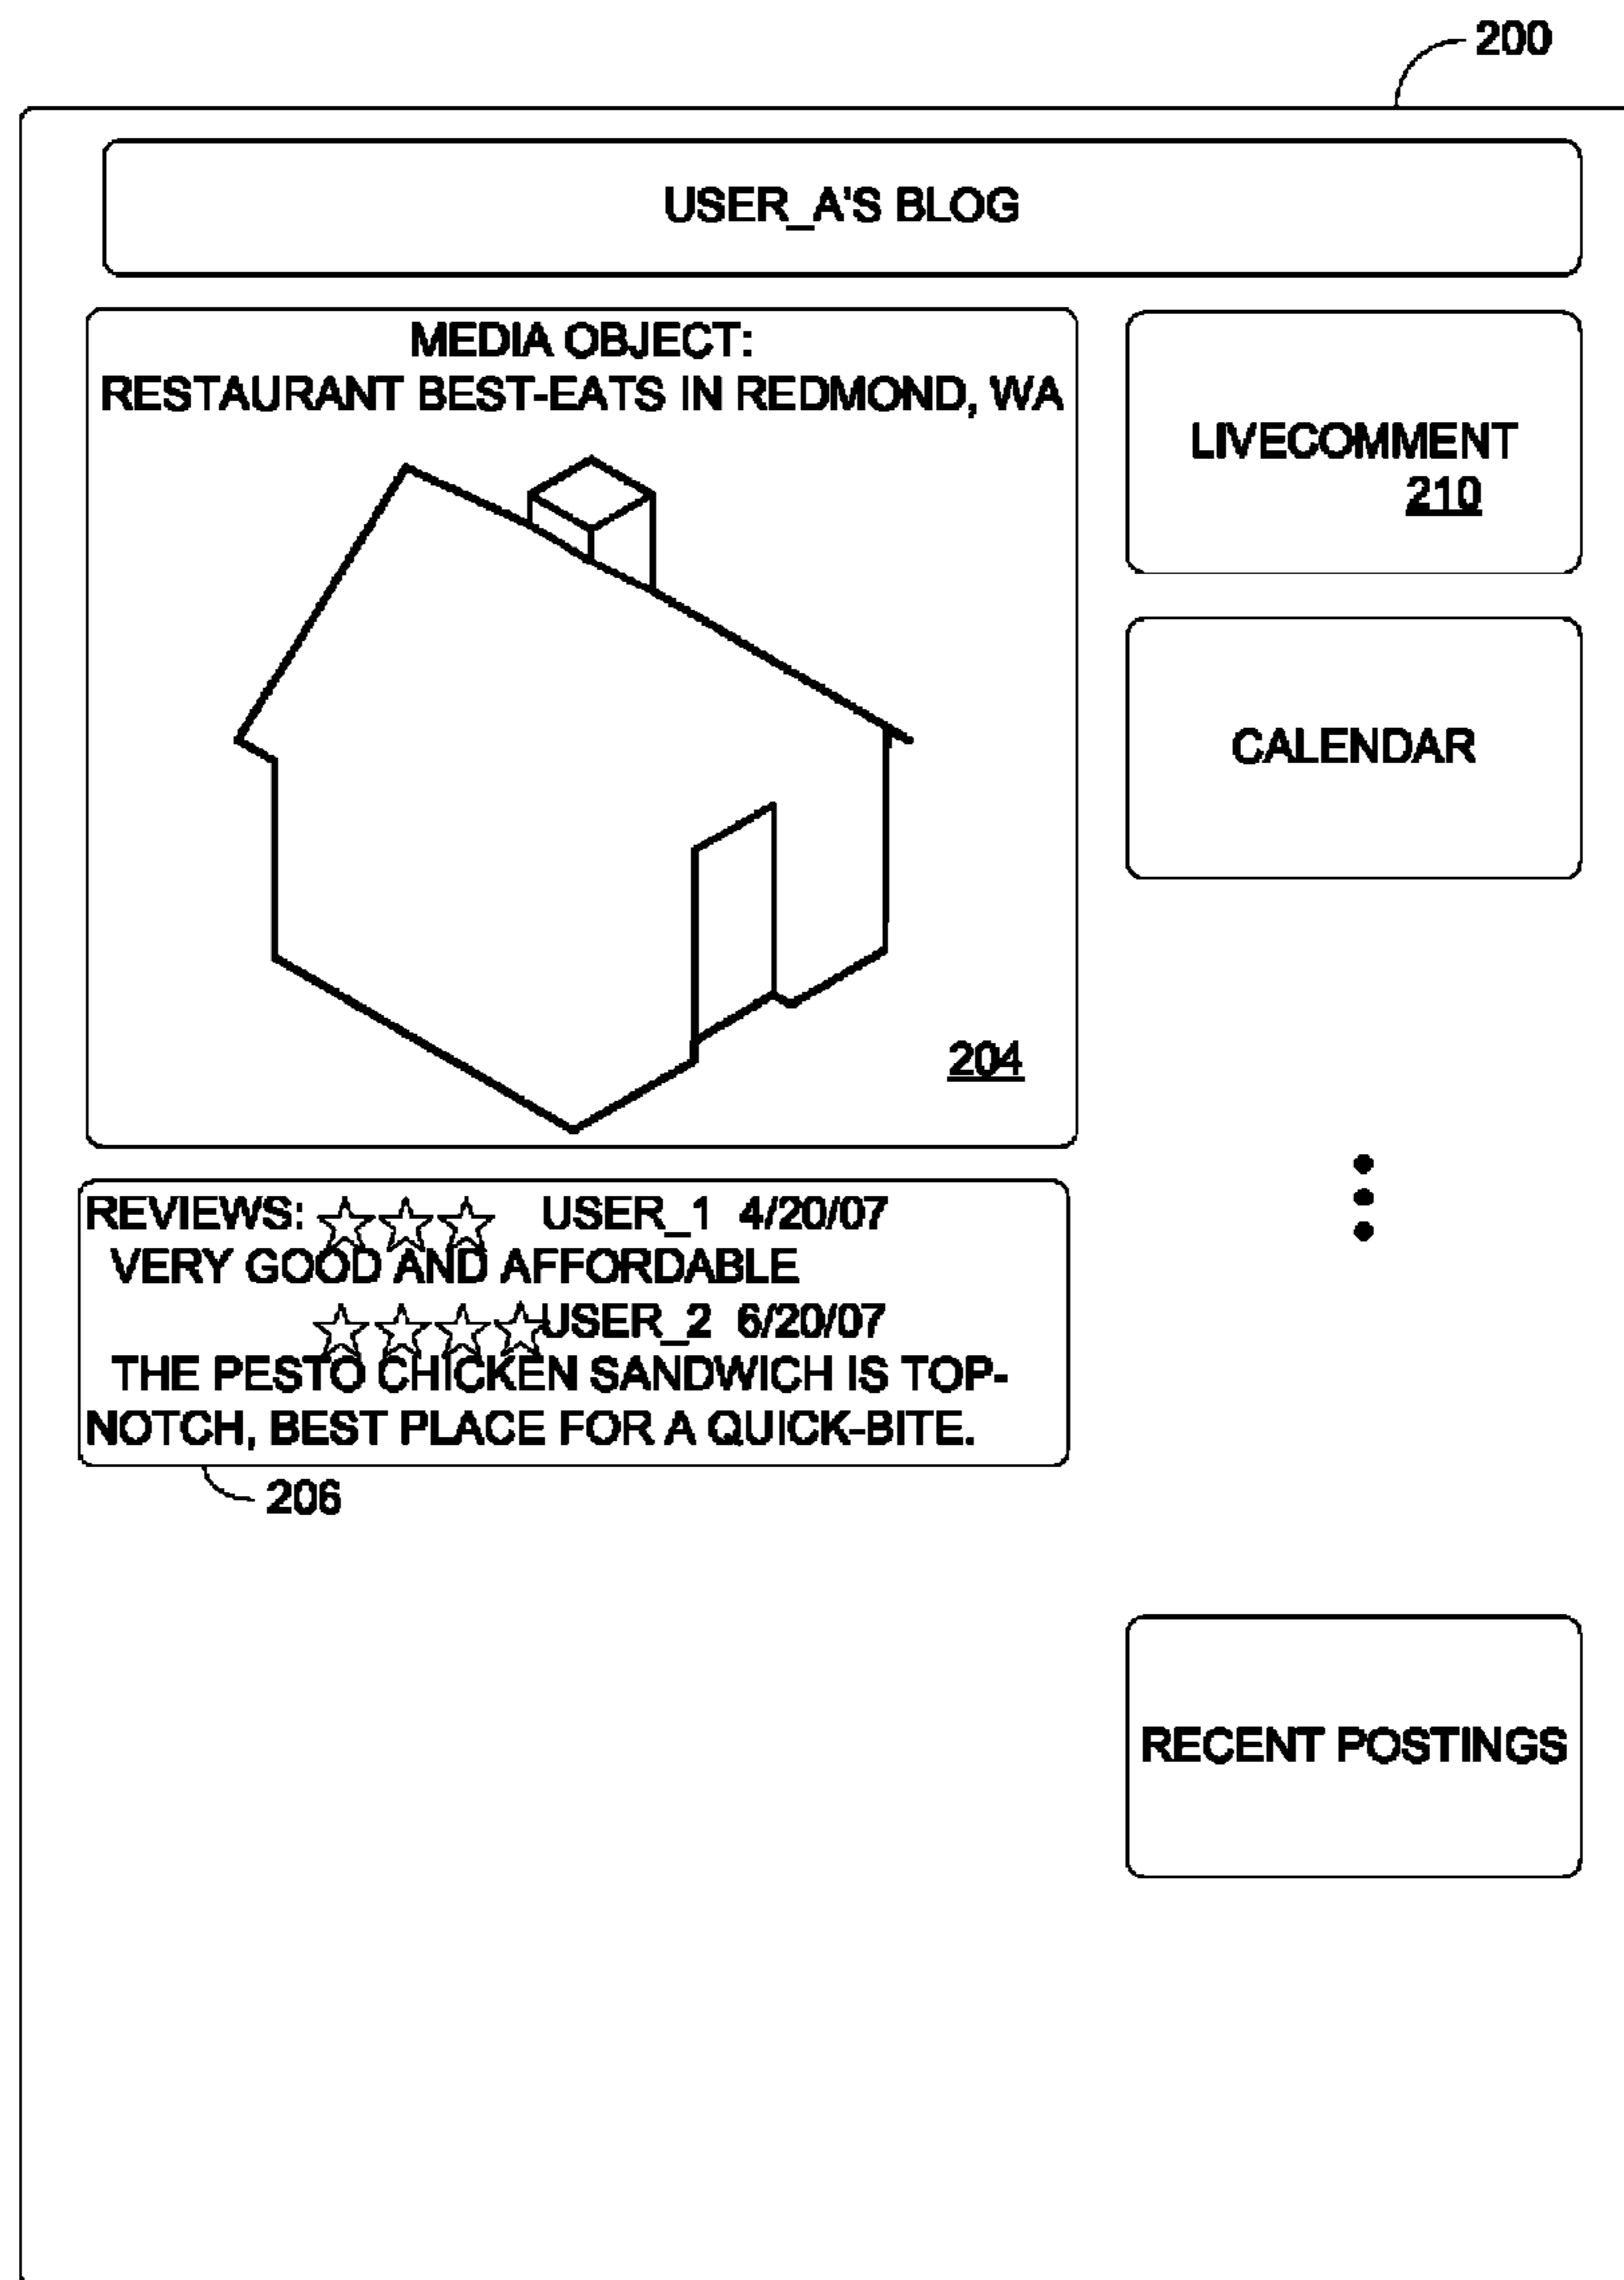 200
USER_A'S BLOG
MEDIA OBJECT:
RESTAURANT BEST-EATS IN REDMOND, WA
204
LIVECOMMENT
210
CALENDAR
REVIEWS: USER_1 4/20/07
VERY GOOD AND AFFORDABLE
USER_2 6/20/07
THE PESTO CHICKEN SANDWICH IS TOP-
NOTCH, BEST PLACE FOR A QUICK-BITE.
206
RECENT POSTINGS